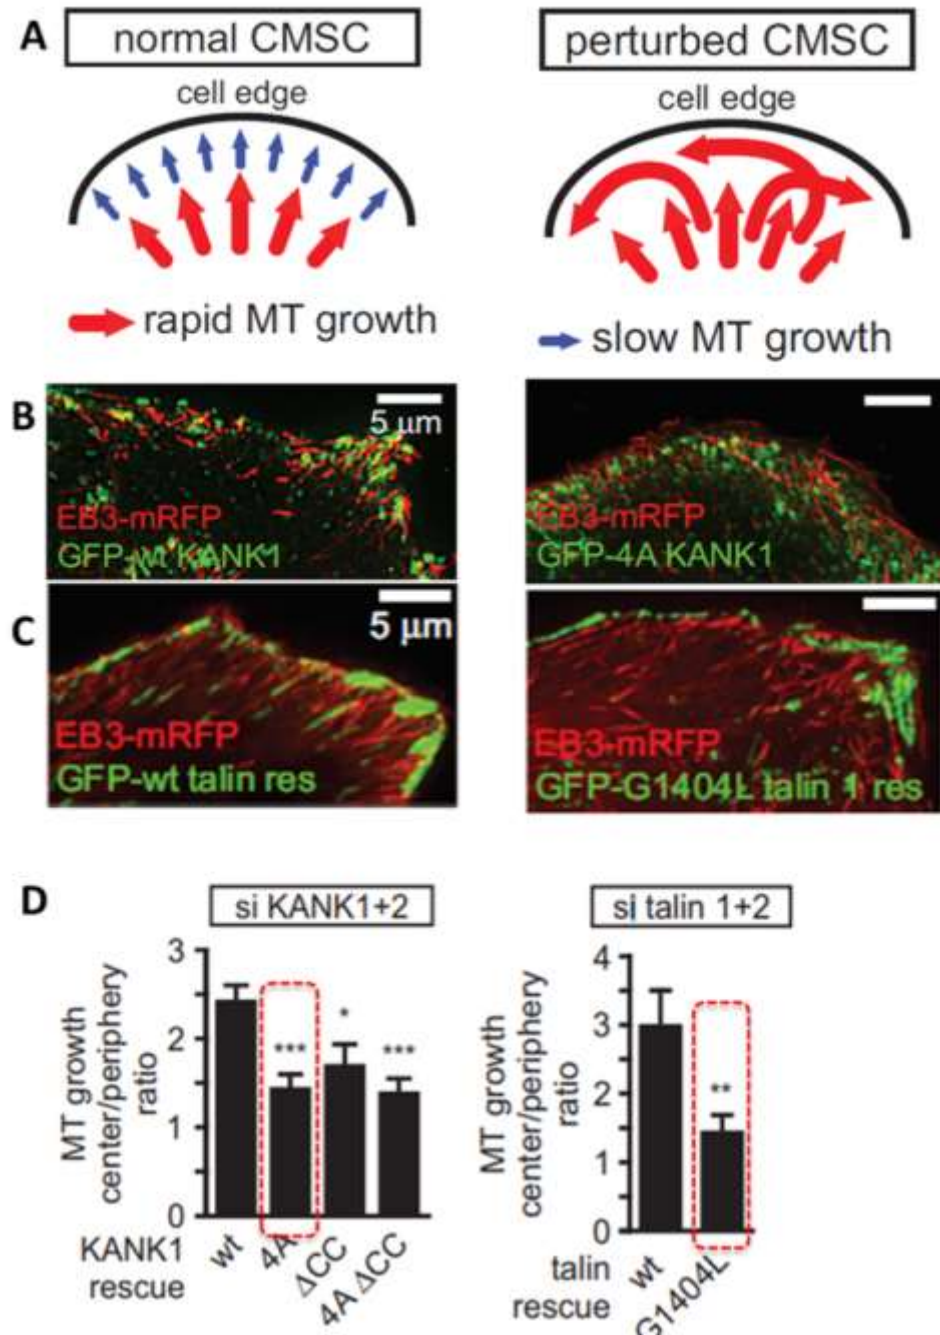 A
normal CMSC
perturbed CMSC
cell edge
cell edge
rapid MT growth
slow MT growth
B
5 μm
EB3-mRFP
GFP-wt KANK1
EB3-mRFP
GFP-4A KANK1
C
5 μm
EB3-mRFP
GFP-wt talin res
EB3-mRFP
GFP-G1404L talin 1 res
D
si KANK1+2
MT growth
center/periphery
ratio
3
2
1
0
***
*
***
KANK1
rescue
wt
4A
ΔCC
4A ΔCC
si talin 1+2
MT growth
center/periphery
ratio
4
3
2
1
0
**
talin
rescue
wt
G1404L